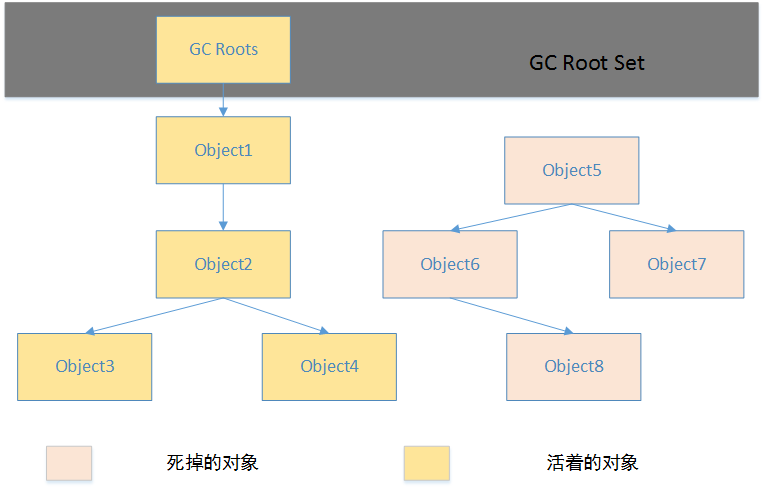 GC Roots
GC Root Set
Object1
Object5
Object2
Object6
Object7
Object3
Object4
Object8
死掉的对象
活着的对象